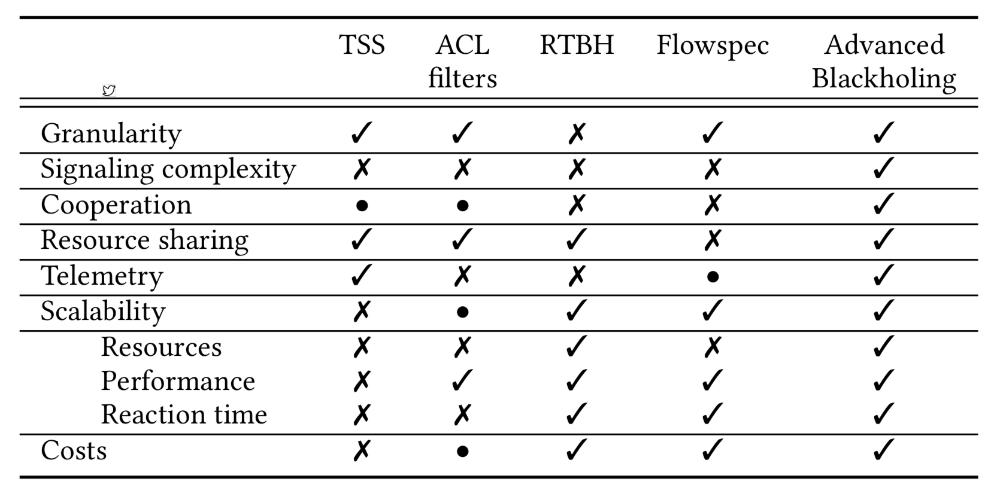 TSS ACL RTBH Flowspec Advanced
filters Blackholing
Granularity ✓ ✓ ✗ ✓ ✓
Signaling complexity ✗ ✗ ✗ ✗ ✓
Cooperation ● ● ✗ ✗ ✓
Resource sharing ✓ ✓ ✓ ✗ ✓
Telemetry ✓ ✗ ✗ ● ✓
Scalability ✗ ● ✓ ✓ ✓
Resources ✗ ✗ ✓ ✗ ✓
Performance ✗ ✓ ✓ ✓ ✓
Reaction time ✗ ✗ ✓ ✓ ✓
Costs ✗ ● ✓ ✓ ✓